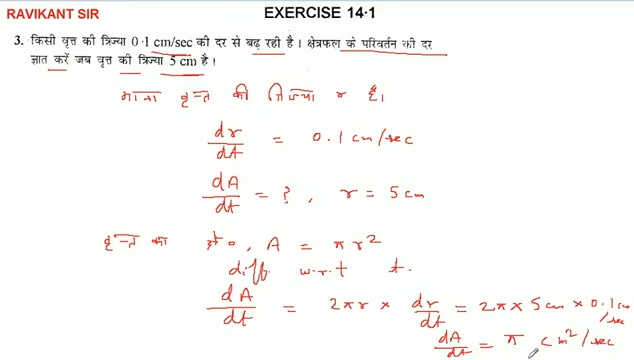 RAVIKANT SIR
EXERCISE 14·1
3. किसी वृत्त की त्रिज्या 0·1 cm/sec की दर से बढ़ रही है। क्षेत्रफल के परिवर्तन की दर
ज्ञात करें जब वृत्त की त्रिज्या 5 cm है।
माना वृत्त की त्रिज्या r है।
dr/dt = 0.1 cm/sec
dA/dt = ?, r = 5 cm
वृत्त का क्षे०, A = πr²
diff. w.r.t t.
dA/dt = 2πr × dr/dt = 2π × 5 cm × 0.1 cm/sec
dA/dt = π cm²/sec